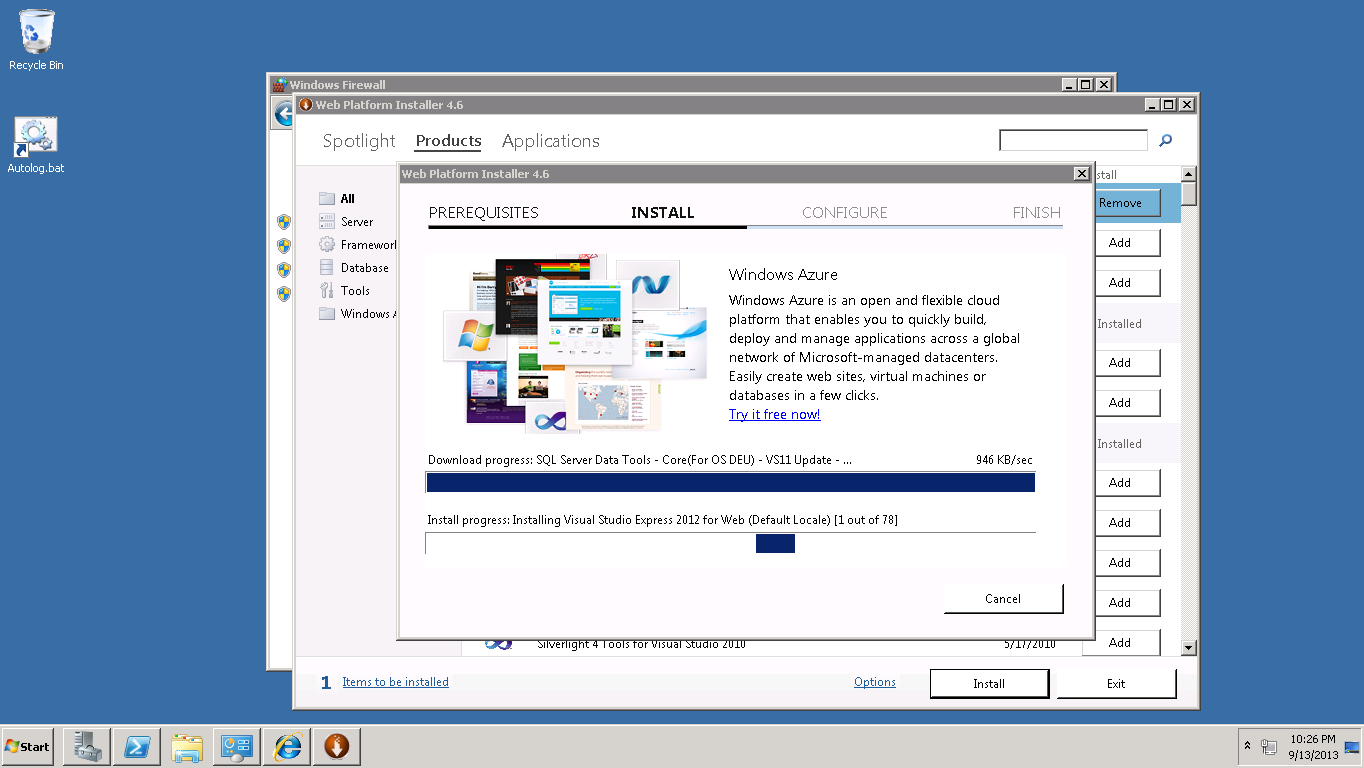 Recycle Bin
Autolog.bat
Windows Firewall
Web Platform Installer 4.6
Spotlight Products Applications
All
Server
Framework
Database
Tools
Windows A
Web Platform Installer 4.6
PREREQUISITES INSTALL CONFIGURE FINISH
Windows Azure
Windows Azure is an open and flexible cloud
platform that enables you to quickly build,
deploy and manage applications across a global
network of Microsoft-managed datacenters.
Easily create web sites, virtual machines or
databases in a few clicks.
Try it free now!
Download progress: SQL Server Data Tools - Core(For OS DEU) - VS11 Update - ... 946 KB/sec
Install progress: Installing Visual Studio Express 2012 for Web (Default Locale) [1 out of 78]
Cancel
stall
Remove
Add
Add
Installed
Add
Add
Installed
Add
Add
Add
Add
Silverlight 4 Tools for Visual Studio 2010 5/17/2010 Add
1 Items to be installed Options Install Exit
Start
10:26 PM
9/13/2013